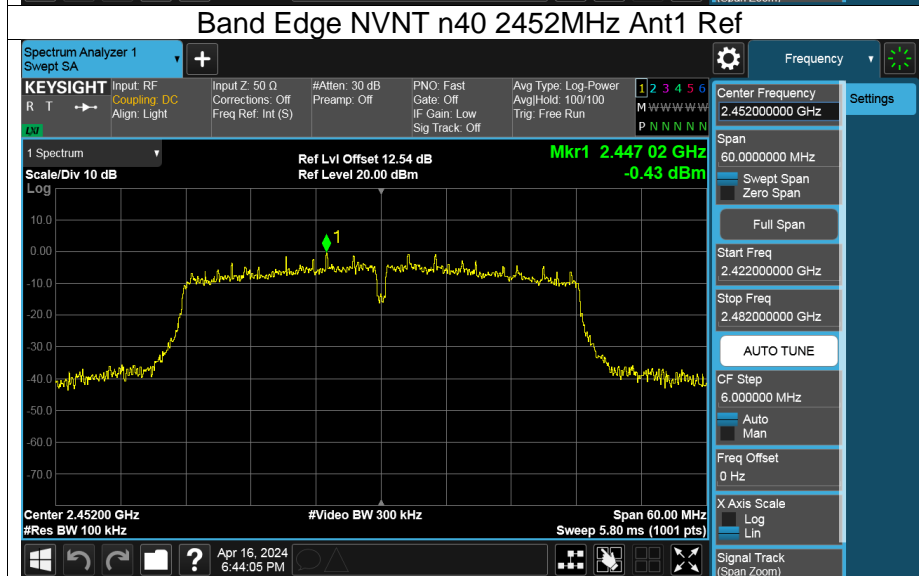 (Span Zoom)
Band Edge NVNT n40 2452MHz Ant1 Ref
Spectrum Analyzer 1
Swept SA
Frequency
KEYSIGHT
R T
LXI
Input: RF
Coupling: DC
Align: Light
Input Z: 50 Ω
Corrections: Off
Freq Ref: Int (S)
#Atten: 30 dB
Preamp: Off
PNO: Fast
Gate: Off
IF Gain: Low
Sig Track: Off
Avg Type: Log-Power
Avg|Hold: 100/100
Trig: Free Run
1 2 3 4 5 6
M W W W W W
P N N N N N
Center Frequency
2.452000000 GHz
Settings
1 Spectrum
Scale/Div 10 dB
Ref Lvl Offset 12.54 dB
Ref Level 20.00 dBm
Mkr1 2.447 02 GHz
-0.43 dBm
Span
60.0000000 MHz
Swept Span
Zero Span
Full Span
Start Freq
2.422000000 GHz
Stop Freq
2.482000000 GHz
AUTO TUNE
CF Step
6.000000 MHz
Auto
Man
Freq Offset
0 Hz
X Axis Scale
Log
Lin
Signal Track
(Span Zoom)
Log
10.0
0.00
-10.0
-20.0
-30.0
-40.0
-50.0
-60.0
-70.0
1
Center 2.45200 GHz
#Res BW 100 kHz
#Video BW 300 kHz
Span 60.00 MHz
Sweep 5.80 ms (1001 pts)
?
Apr 16, 2024
6:44:05 PM